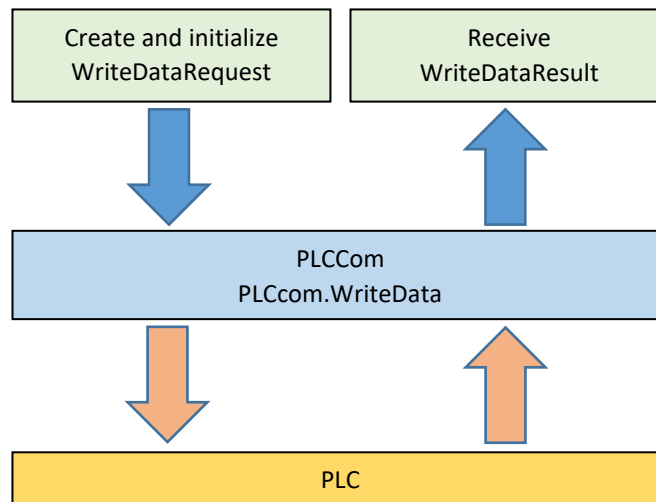 Create and initialize
WriteDataRequest
Receive
WriteDataResult
PLCCom
PLCcom.WriteData
PLC